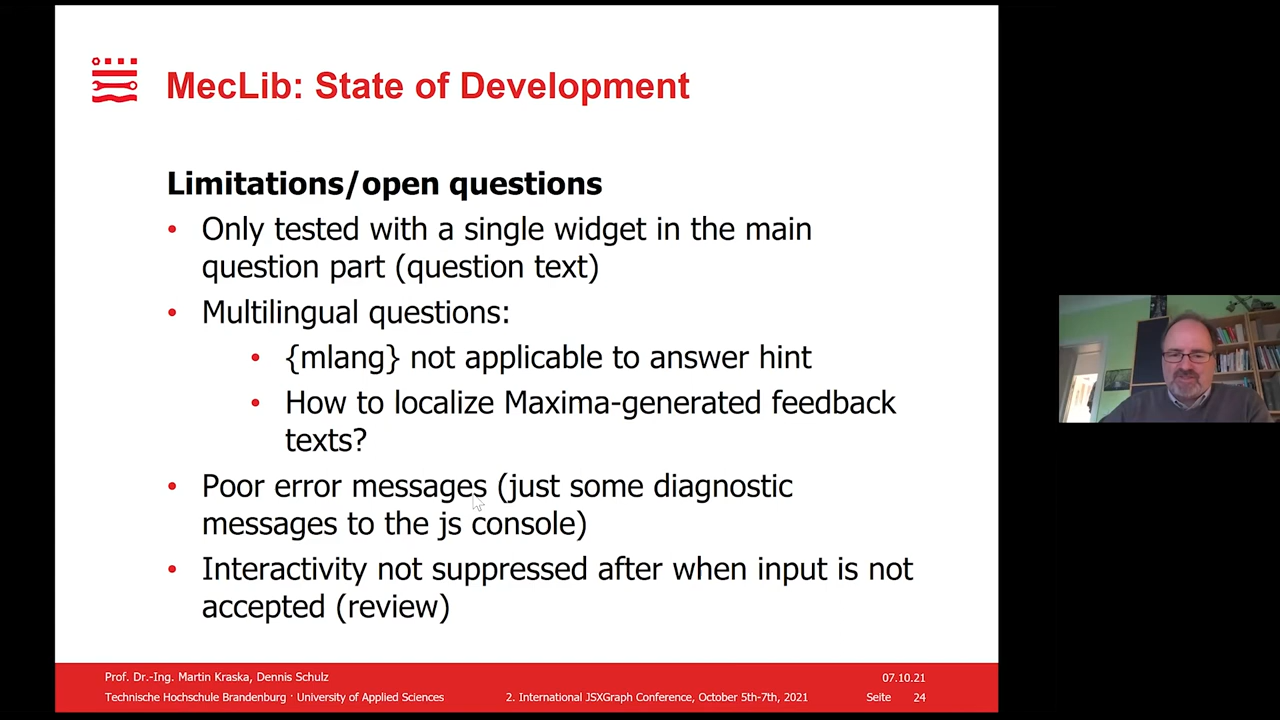 MecLib: State of Development
Limitations/open questions
• Only tested with a single widget in the main
question part (question text)
• Multilingual questions:
• {mlang} not applicable to answer hint
• How to localize Maxima-generated feedback
texts?
• Poor error messages (just some diagnostic
messages to the js console)
• Interactivity not suppressed after when input is not
accepted (review)
Prof. Dr.-Ing. Martin Kraska, Dennis Schulz
07.10.21
Technische Hochschule Brandenburg · University of Applied Sciences
2. International JSXGraph Conference, October 5th-7th, 2021
Seite 24